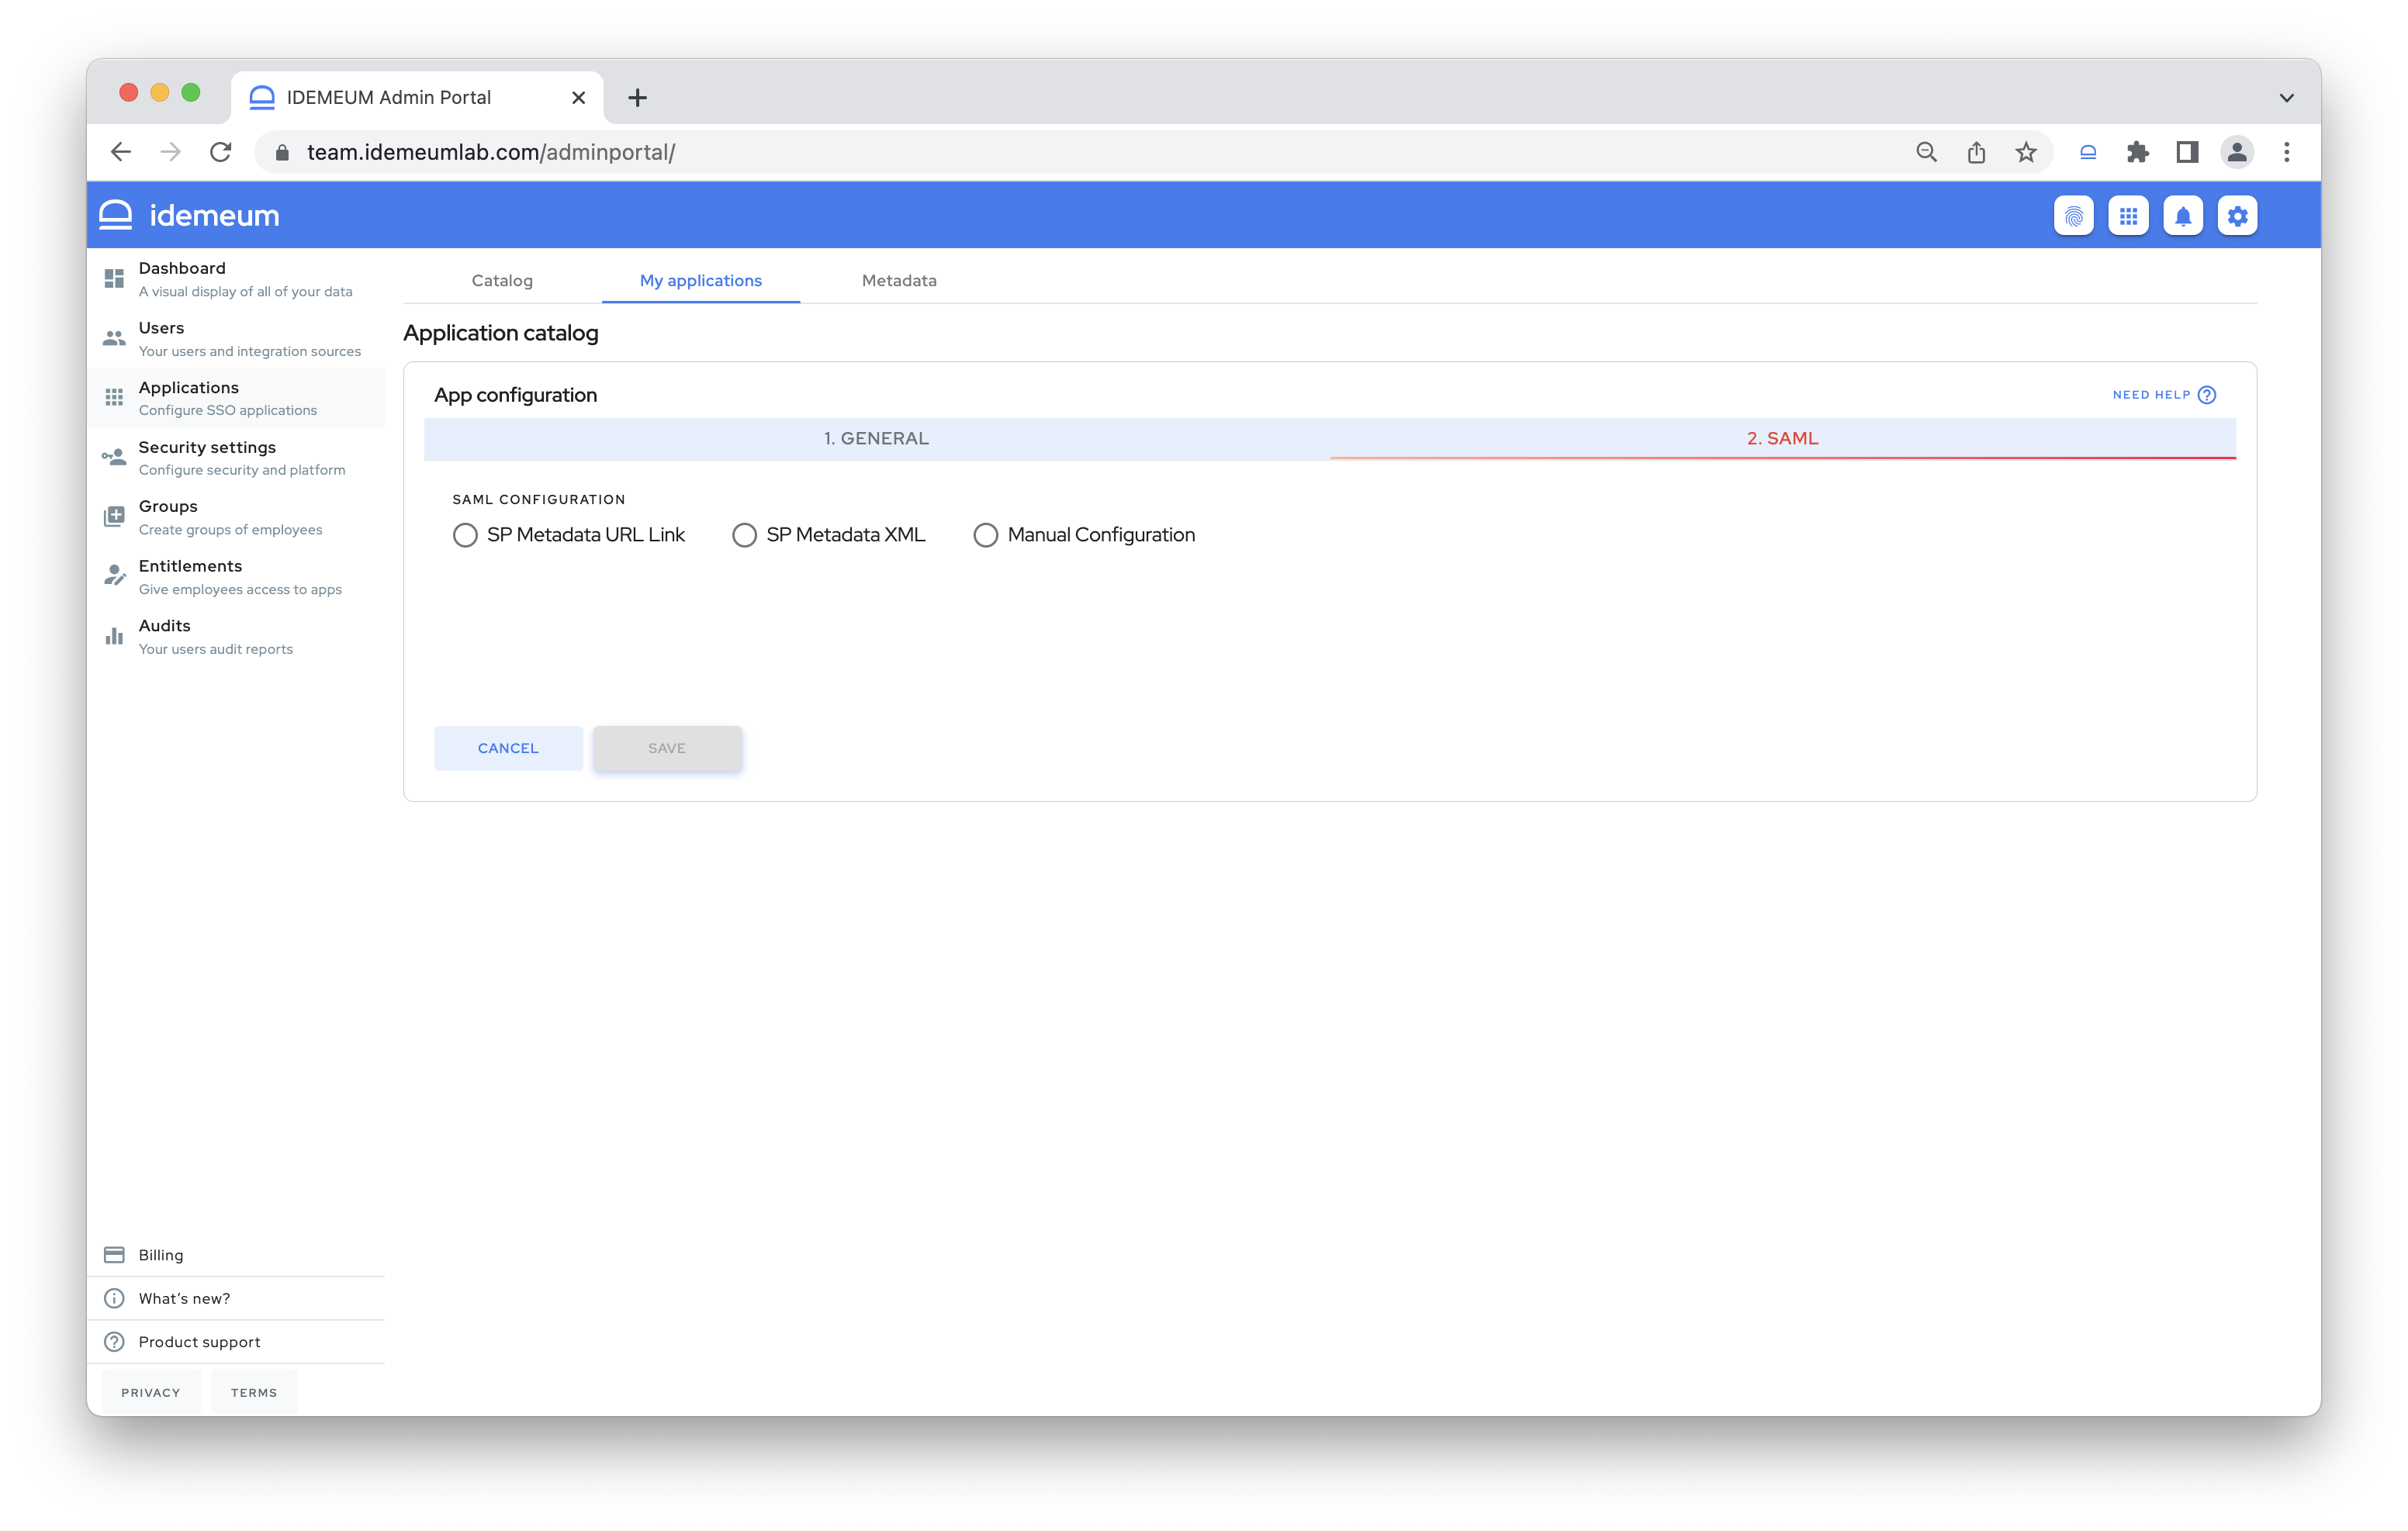 IDEMEUM Admin Portal
team.idemeumlab.com/adminportal/
idemeum
Dashboard
A visual display of all of your data
Users
Your users and integration sources
Applications
Configure SSO applications
Security settings
Configure security and platform
Groups
Create groups of employees
Entitlements
Give employees access to apps
Audits
Your users audit reports
Billing
What's new?
Product support
PRIVACY TERMS
Catalog My applications Metadata
Application catalog
App configuration NEED HELP
1. GENERAL 2. SAML
SAML CONFIGURATION
SP Metadata URL Link SP Metadata XML Manual Configuration
CANCEL SAVE